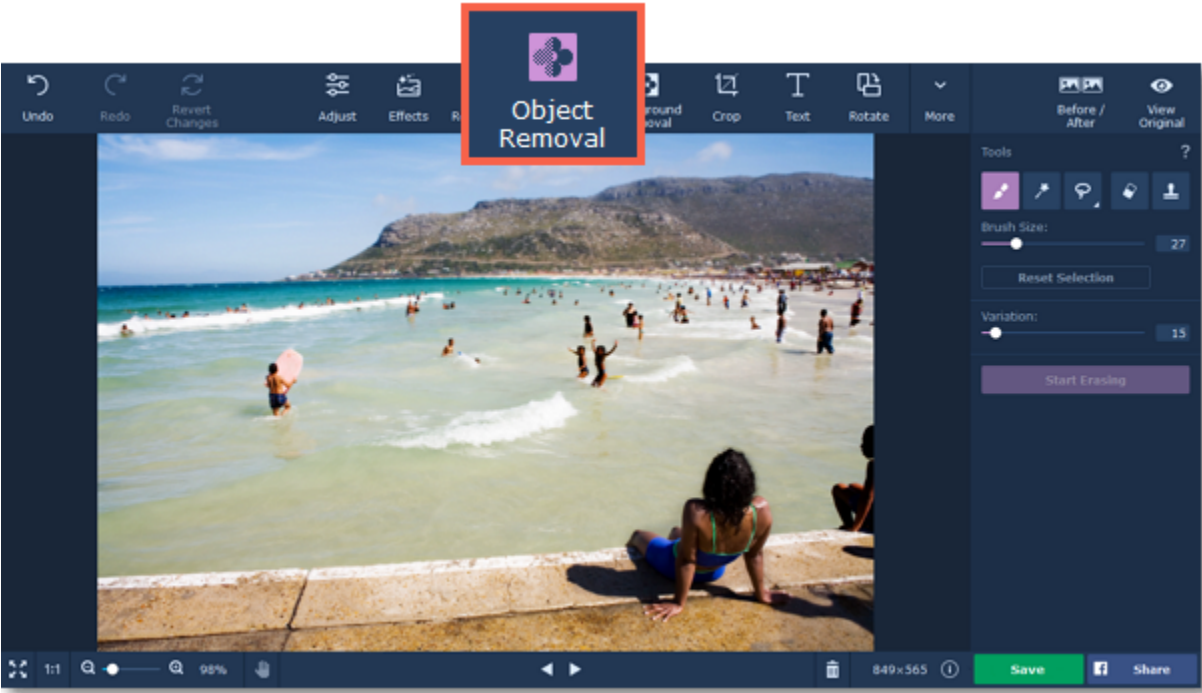 Object
Removal
Undo
Redo
Revert
Changes
Adjust
Effects
Crop
Text
Rotate
More
Before /
After
View
Original
Tools
?
Brush Size:
27
Reset Selection
Variation:
15
Start Erasing
1:1
98%
849×565
Save
Share